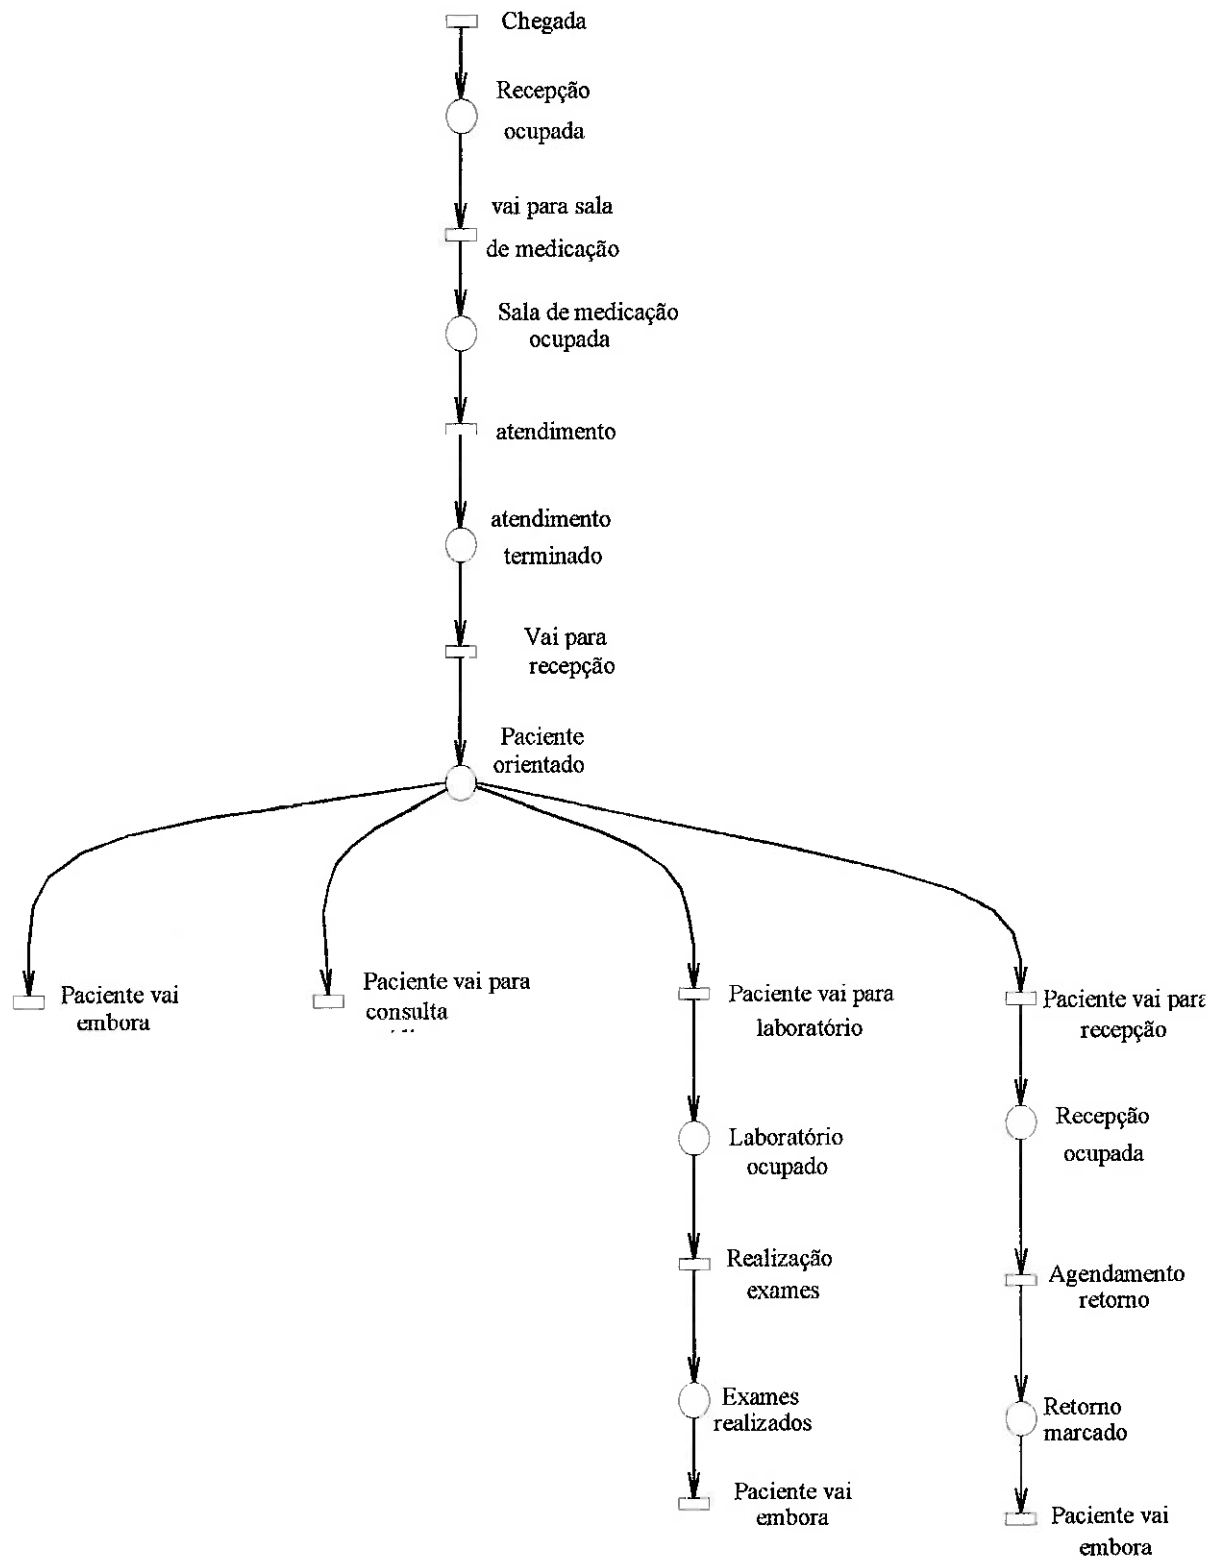 Chegada
Recepção
ocupada
vai para sala
de medicação
Sala de medicação
ocupada
atendimento
atendimento
terminado
Vai para
recepção
Paciente
orientado
Paciente vai
embora
Paciente vai para
consulta
Paciente vai para
laboratório
Paciente vai para
recepção
Laboratório
ocupado
Recepção
ocupada
Realização
exames
Agendamento
retorno
Exames
realizados
Retorno
marcado
Paciente vai
embora
Paciente vai
embora